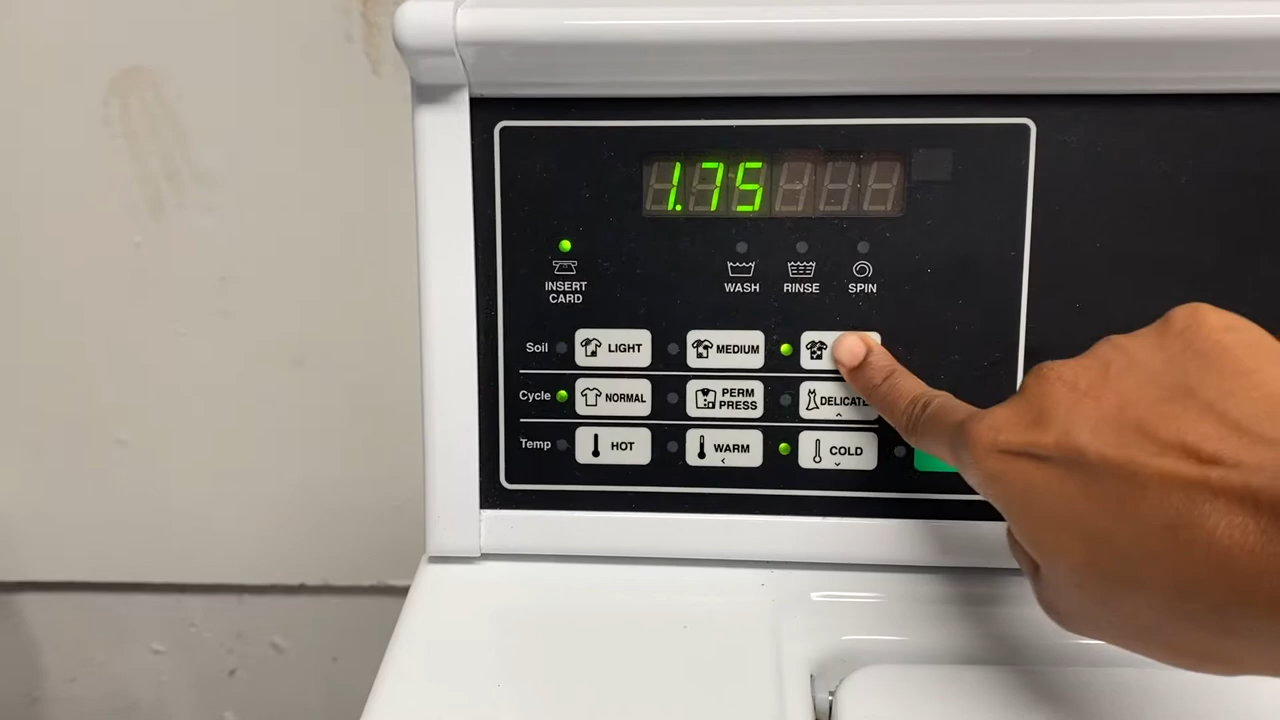 1.75
INSERT
CARD
WASH
RINSE
SPIN
Soil
LIGHT
MEDIUM
Cycle
NORMAL
PERM
PRESS
DELICATE
Temp
HOT
WARM
COLD